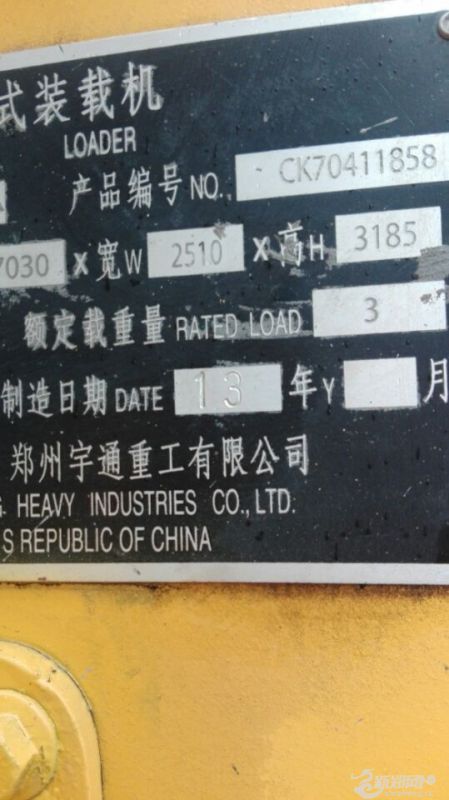 式装载机
LOADER
产品编号 NO. CK70411858
7030 x 宽W 2510 x 高H 3185
额定载重量 RATED LOAD 3
制造日期 DATE 13 年Y 月
郑州宇通重工有限公司
G HEAVY INDUSTRIES CO., LTD.
S REPUBLIC OF CHINA